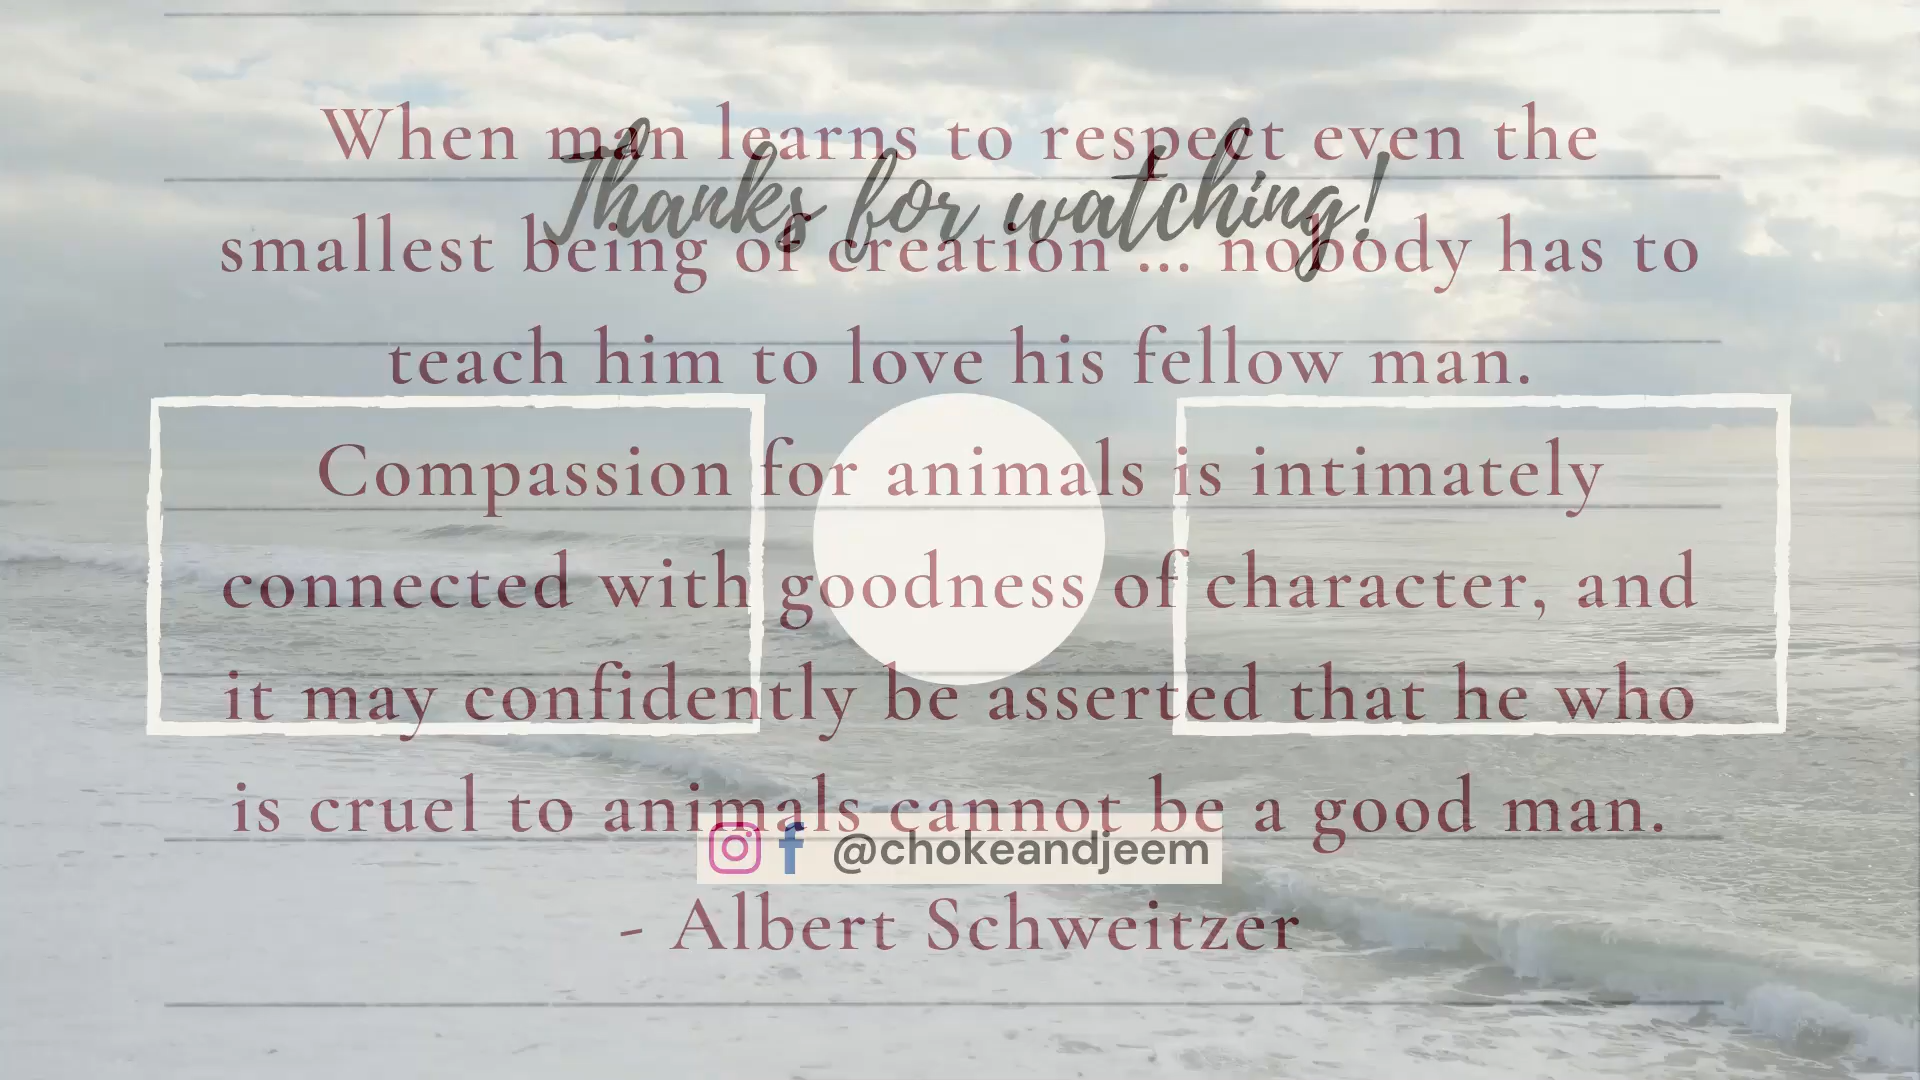 When man learns to respect even the
Thanks for watching!
smallest being of creation ... nobody has to
teach him to love his fellow man.
Compassion for animals is intimately
connected with goodness of character, and
it may confidently be asserted that he who
is cruel to animals cannot be a good man.
@chokeandjeem
- Albert Schweitzer